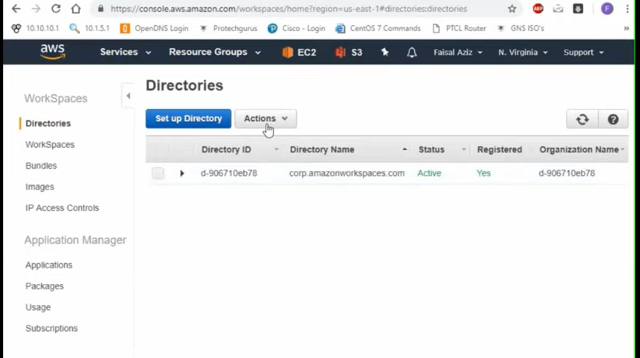 https://console.aws.amazon.com/workspaces/home?region=us-east-1#directories:directories
ABP
F
10.10.10.1
10.1.5.1
OpenDNS Login
Protechgurus
Cisco - Login
CentOS 7 Commands
PTCL Router
GNS ISO's
»
aws
Services
Resource Groups
EC2
S3
Faisal Aziz
N. Virginia
Support
WorkSpaces
Directories
WorkSpaces
Bundles
Images
IP Access Controls
Application Manager
Applications
Packages
Usage
Subscriptions
Directories
Set up Directory
Actions
Directory ID
Directory Name
Status
Registered
Organization Name
d-906710eb78
corp.amazonworkspaces.com
Active
Yes
d-906710eb78